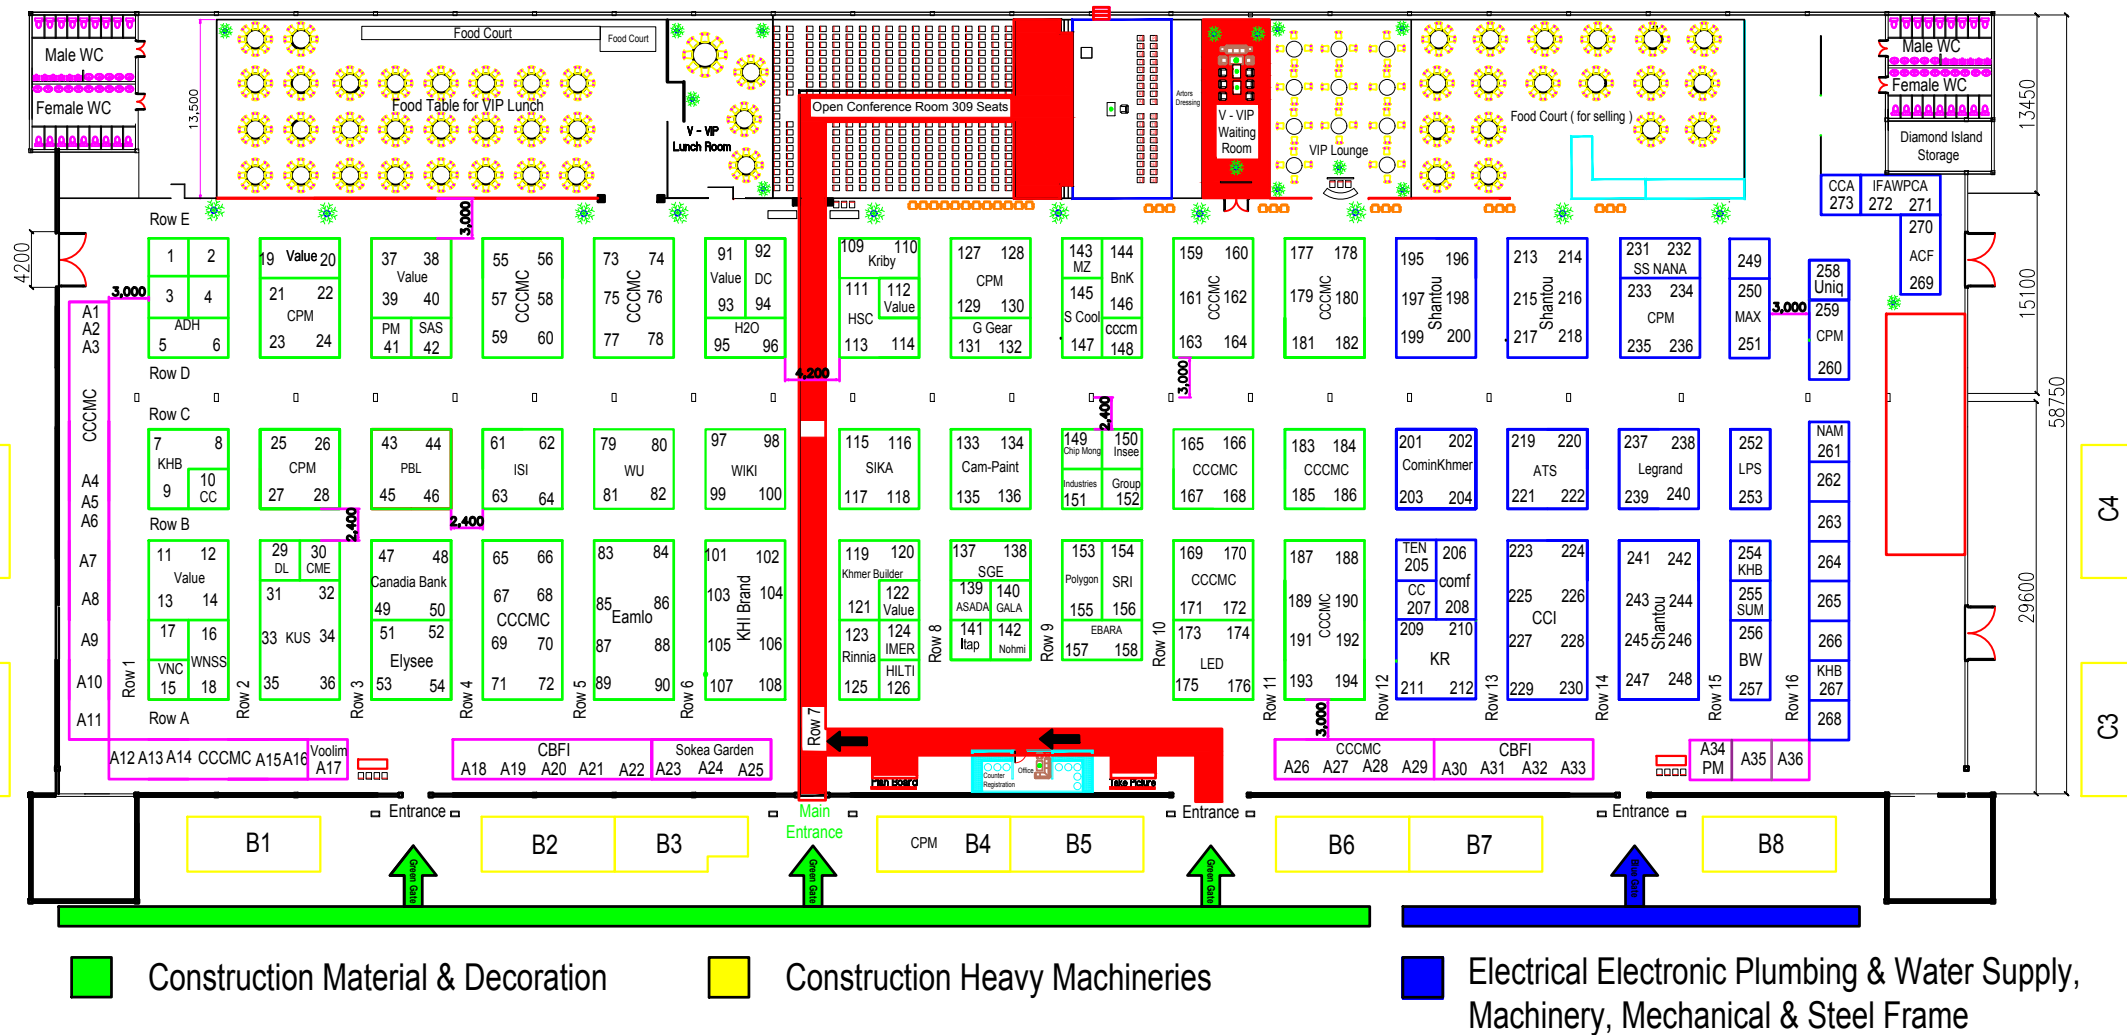 Male WC
Female WC
13,500
Food Court
Food Court
Food Table for VIP Lunch
V - VIP
Lunch Room
Open Conference Room 309 Seats
Artors
Dressing
V - VIP
Waiting
Room
VIP Lounge
Food Court ( for selling )
Male WC
Female WC
Diamond Island
Storage
13450
15100
58750
29600
4200
CCA
273
IFAWPCA
272 271
270
ACF
269
Row E
3,000
1 2
3 4
ADH
5 6
19 Value 20
21 22
CPM
23 24
37 38
Value
39 40
PM
41
SAS
42
55 56
57 58
CCCMC
59 60
73 74
75 76
CCCMC
77 78
91
Value
93
92
DC
94
H2O
95 96
109 110
Kriby
111
HSC
113 114
112
Value
127 128
CPM
129 130
G Gear
131 132
143
MZ
144
BnK
146
145
S Cool
147
cccm
148
159 160
161 162
CCCMC
163 164
177 178
179 180
CCCMC
181 182
195 196
197 198
Shantou
199 200
213 214
215 216
Shantou
217 218
231 232
SS NANA
233 234
CPM
235 236
249
250
MAX
251
3,000
258
Uniq
259
CPM
260
3,000
A1
A2
A3
CCCMC
A4
A5
A6
A7
A8
A9
A10
A11
Row D
4,200
3,000
Row C
2,400
7 8
KHB
9
10
CC
25 26
CPM
27 28
43 44
PBL
45 46
61 62
ISI
63 64
79 80
WU
81 82
97 98
WIKI
99 100
115 116
SIKA
117 118
133 134
Cam-Paint
135 136
149
Chip Mong
150
Insee
Industries
151
Group
152
165 166
CCCMC
167 168
183 184
CCCMC
185 186
201 202
CominKhmer
203 204
219 220
ATS
221 222
237 238
Legrand
239 240
252
LPS
253
NAM
261
262
263
264
265
266
KHB
267
268
Row B
2,400
2,400
11 12
Value
13 14
17
VNC
15
16
WNSS
18
29
DL
30
CME
31 32
33 KUS 34
35 36
47 48
Canadia Bank
49 50
51 52
Elysee
53 54
65 66
67 68
CCCMC
69 70
71 72
83 84
85 86
Eamlo
87 88
89 90
101 102
103 104
KHI Brand
105 106
107 108
119 120
Khmer Builder
121
122
Value
123
Rinnia
125
124
IMER
HILTI
126
137 138
SGE
139
ASADA
140
GALA
141
Itap
142
Nohmi
153
Polygon
155
154
SRI
156
EBARA
157 158
169 170
CCCMC
171 172
173 174
LED
175 176
187 188
189 190
CCCMC
191 192
193 194
TEN
205
206
comf
208
CC
207
209 210
KR
211 212
223 224
225 226
CCI
227 228
229 230
241 242
243 244
Shantou
245 246
247 248
254
KHB
255
SUM
256
BW
257
Row 1
Row 2
Row 3
Row 4
Row 5
Row 6
Row 7
Row 8
Row 9
Row 10
Row 11
Row 12
Row 13
Row 14
Row 15
Row 16
Row A
3,000
A12 A13 A14 CCCMC A15 A16
Voolim
A17
CBFI
A18 A19 A20 A21 A22
Sokea Garden
A23 A24 A25
Plan Board
Counter
Registration
Office
Take Picture
CCCMC
A26 A27 A28 A29
CBFI
A30 A31 A32 A33
A34
PM
A35 A36
Entrance
Main
Entrance
Entrance
Entrance
B1
B2
B3
CPM B4
B5
B6
B7
B8
C4
C3
Green Gate
Green Gate
Green Gate
Blue Gate
Construction Material & Decoration
Construction Heavy Machineries
Electrical Electronic Plumbing & Water Supply,
Machinery, Mechanical & Steel Frame